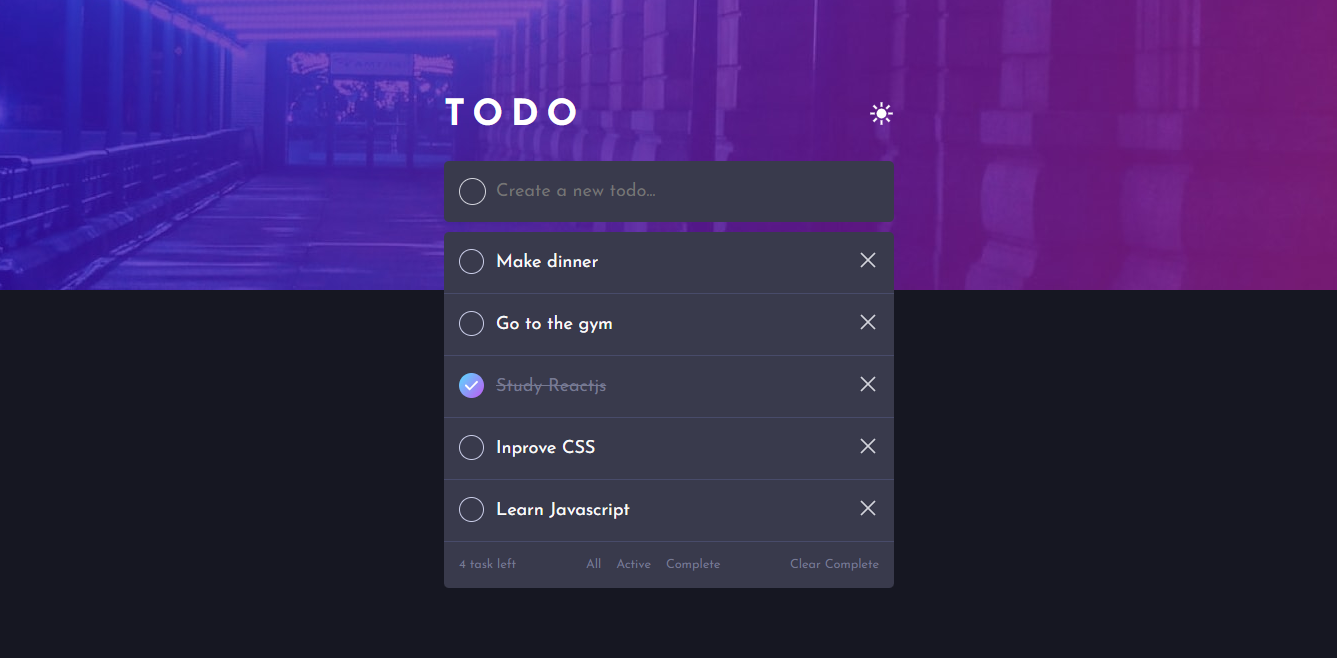 TODO
Create a new todo...
Make dinner
Go to the gym
Study Reactjs
Inprove CSS
Learn Javascript
4 task left All Active Complete Clear Complete